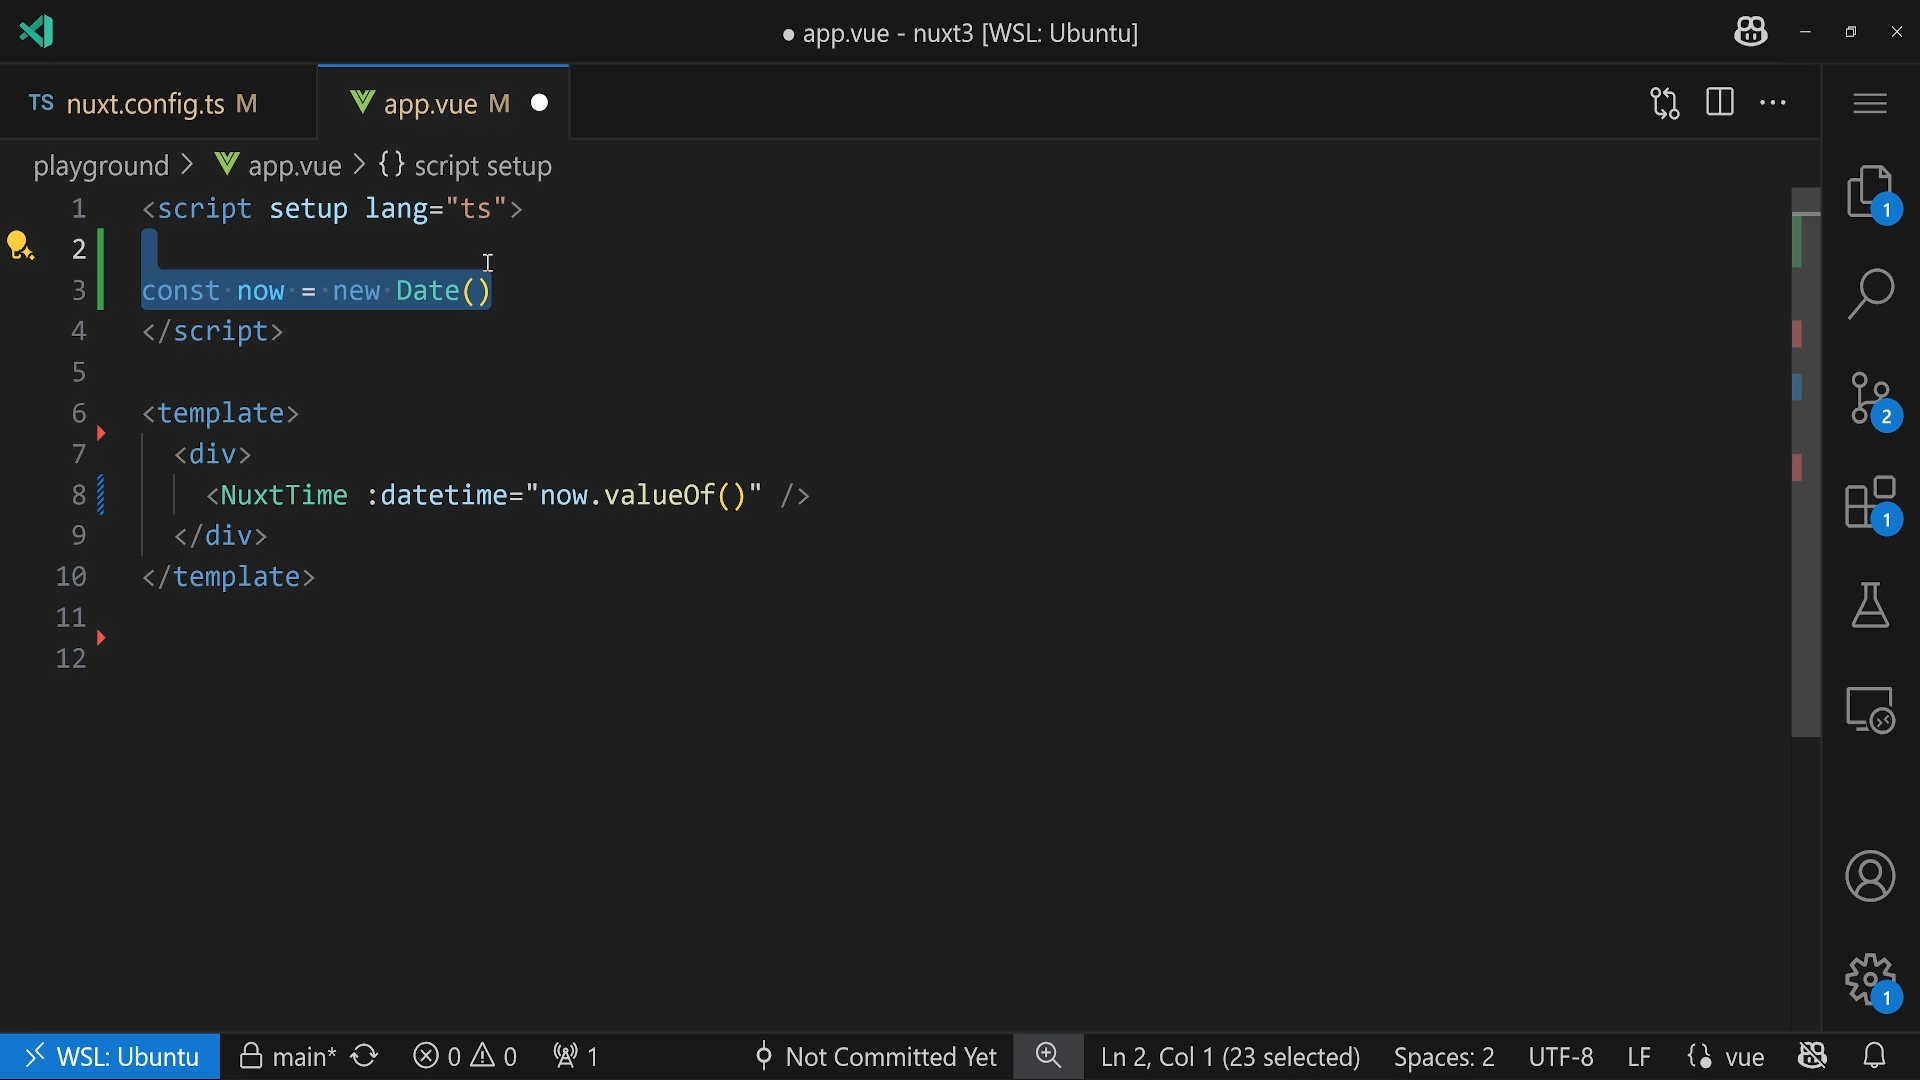 ● app.vue - nuxt3 [WSL: Ubuntu]
TS nuxt.config.ts M
app.vue M
playground > app.vue > {} script setup
1 <script setup lang="ts">
2
3 const now = new Date()
4 </script>
5
6 <template>
7 <div>
8 <NuxtTime :datetime="now.valueOf()" />
9 </div>
10 </template>
11
12
1
2
1
1
WSL: Ubuntu main* 0 0 1 Not Committed Yet Ln 2, Col 1 (23 selected) Spaces: 2 UTF-8 LF vue